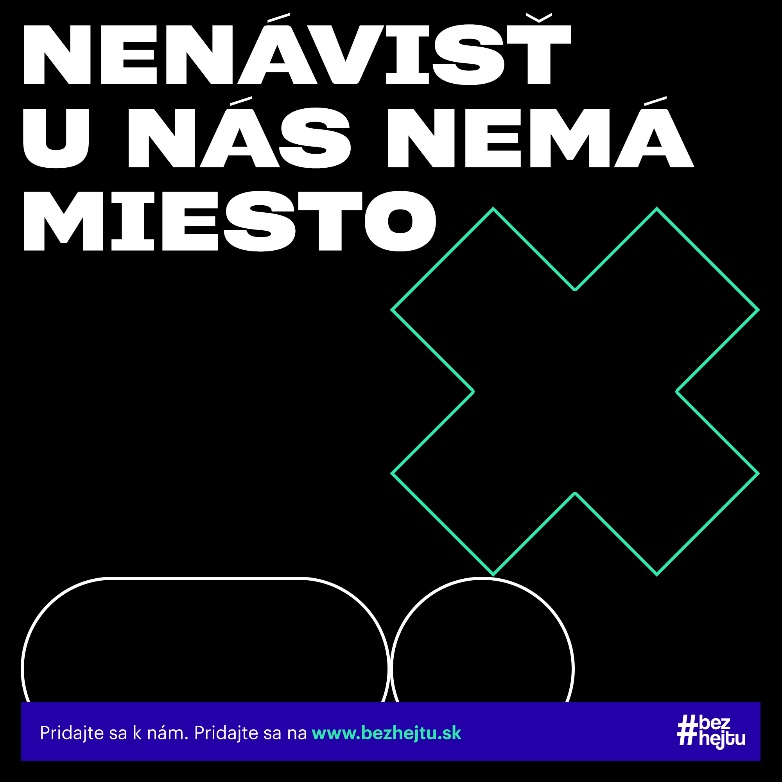 NENÁVISŤ
U NÁS NEMÁ
MIESTO
Pridajte sa k nám. Pridajte sa na www.bezhejtu.sk
#bez
hejtu